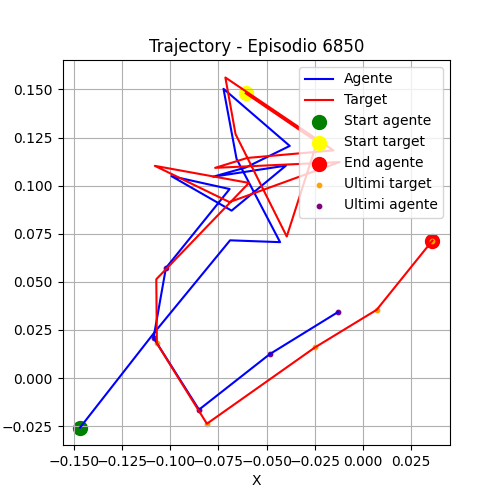 Trajectory - Episodio 6850
0.150
0.125
0.100
0.075
0.050
0.025
0.000
−0.025
−0.150
−0.125
−0.100
−0.075
−0.050
−0.025
0.000
0.025
X
Agente
Target
Start agente
Start target
End agente
Ultimi target
Ultimi agente